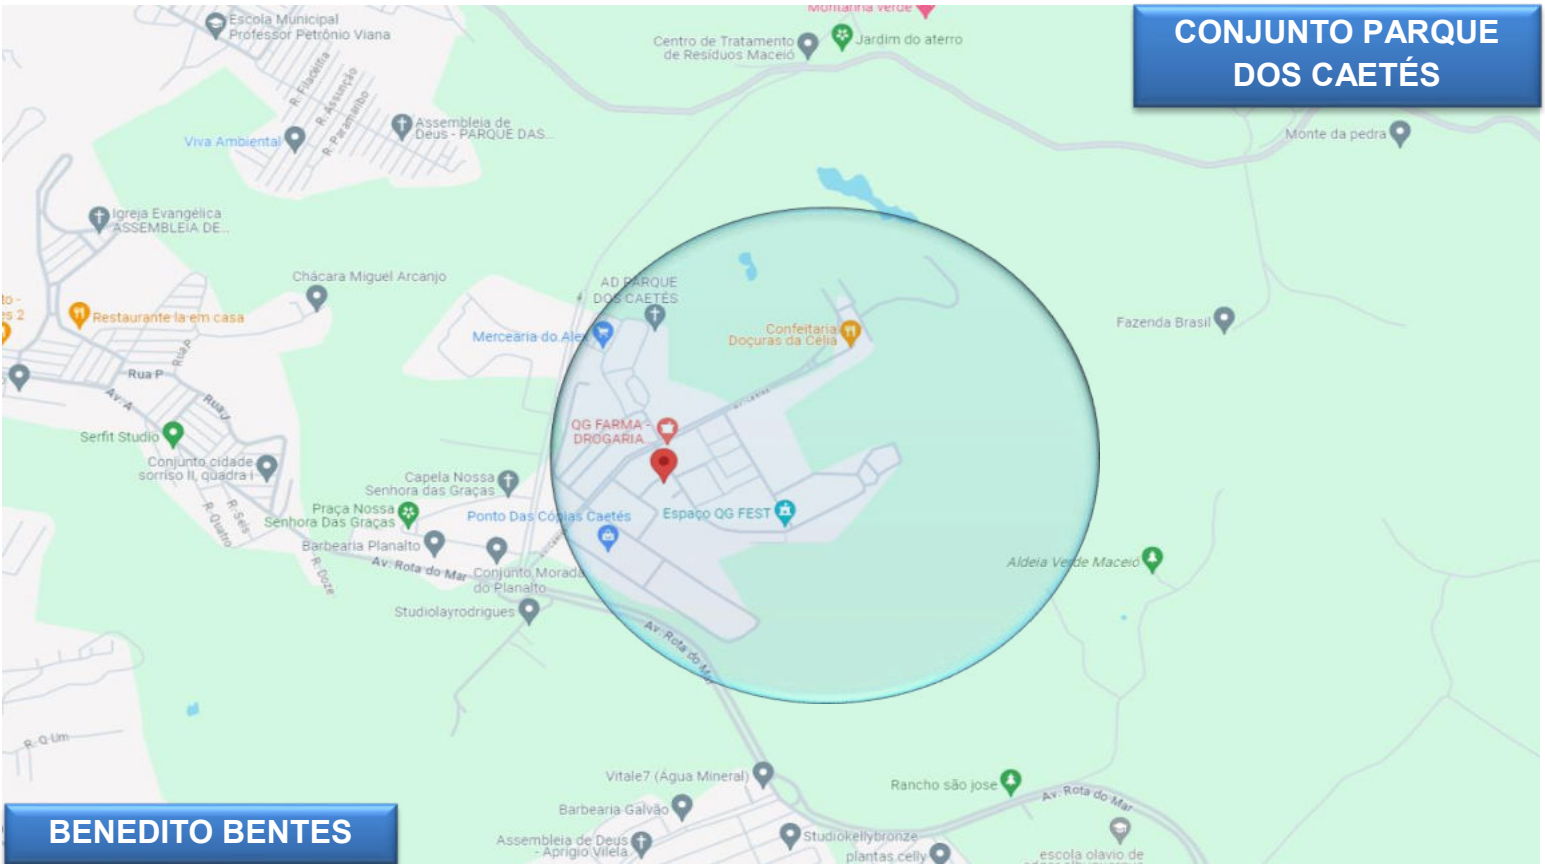 Montanha Verde
CONJUNTO PARQUE
DOS CAETÉS
Escola Municipal
Professor Petrônio Viana
Centro de Tratamento
de Resíduos Maceió
Jardim do aterro
R. Filadélfia
R. Assunção
R. Paramaribo
Assembleia de
Deus - PARQUE DAS...
Viva Ambiental
Monte da pedra
Igreja Evangélica
ASSEMBLEIA DE...
Chácara Miguel Arcanjo
AD PARQUE
DOS CAETÉS
to -
es 2
Restaurante la em casa
Mercearia do Alex
Confeitaria
Doçuras da Célia
Fazenda Brasil
Rua P
Rua P
Rua J
Av. A
QG FARMA -
DROGARIA
Serfit Studio
Conjunto cidade
sorriso II, quadra i
Capela Nossa
Senhora das Graças
Praça Nossa
Senhora Das Graças
R. Seis
R. Quatro
R. Doze
Ponto Das Cópias Caetés
Espaço QG FEST
Barbearia Planalto
Av. Rota do Mar
Conjunto Morada
do Planalto
Aldeia Verde Maceió
Studiolayrodrigues
Av. Rota do Mar
R. Q Um
Vitale7 (Água Mineral)
Rancho são jose
Av. Rota do Mar
Barbearia Galvão
BENEDITO BENTES
Assembleia de Deus
- Aprigio Vilela
Studiokellybronze
plantas celly
escola olavio de